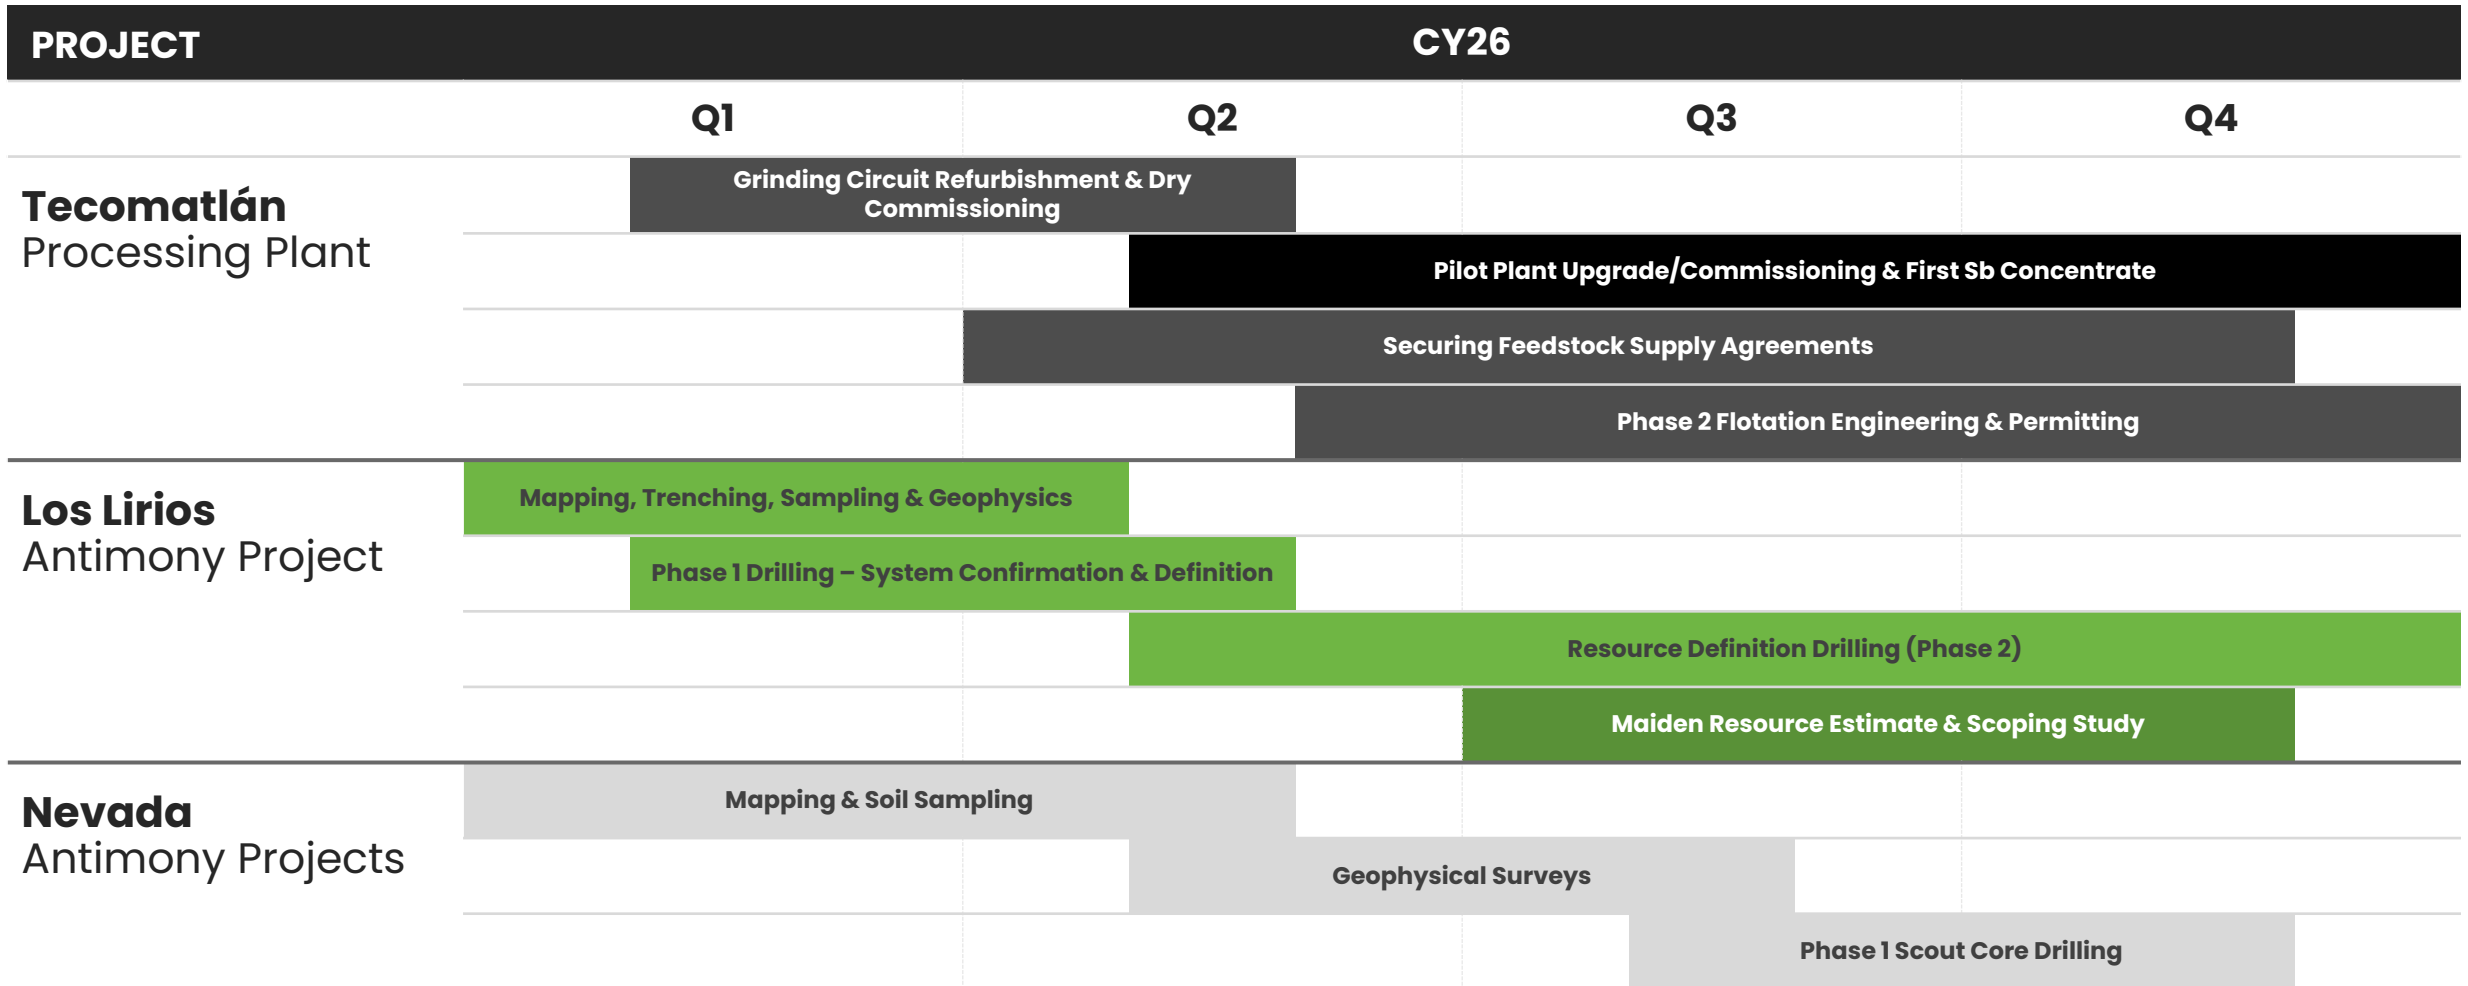 PROJECT
CY26
Q1
Q2
Q3
Q4
Tecomatlán
Processing Plant
Grinding Circuit Refurbishment & Dry
Commissioning
Pilot Plant Upgrade/Commissioning & First Sb Concentrate
Securing Feedstock Supply Agreements
Phase 2 Flotation Engineering & Permitting
Los Lirios
Antimony Project
Mapping, Trenching, Sampling & Geophysics
Phase 1 Drilling – System Confirmation & Definition
Resource Definition Drilling (Phase 2)
Maiden Resource Estimate & Scoping Study
Nevada
Antimony Projects
Mapping & Soil Sampling
Geophysical Surveys
Phase 1 Scout Core Drilling